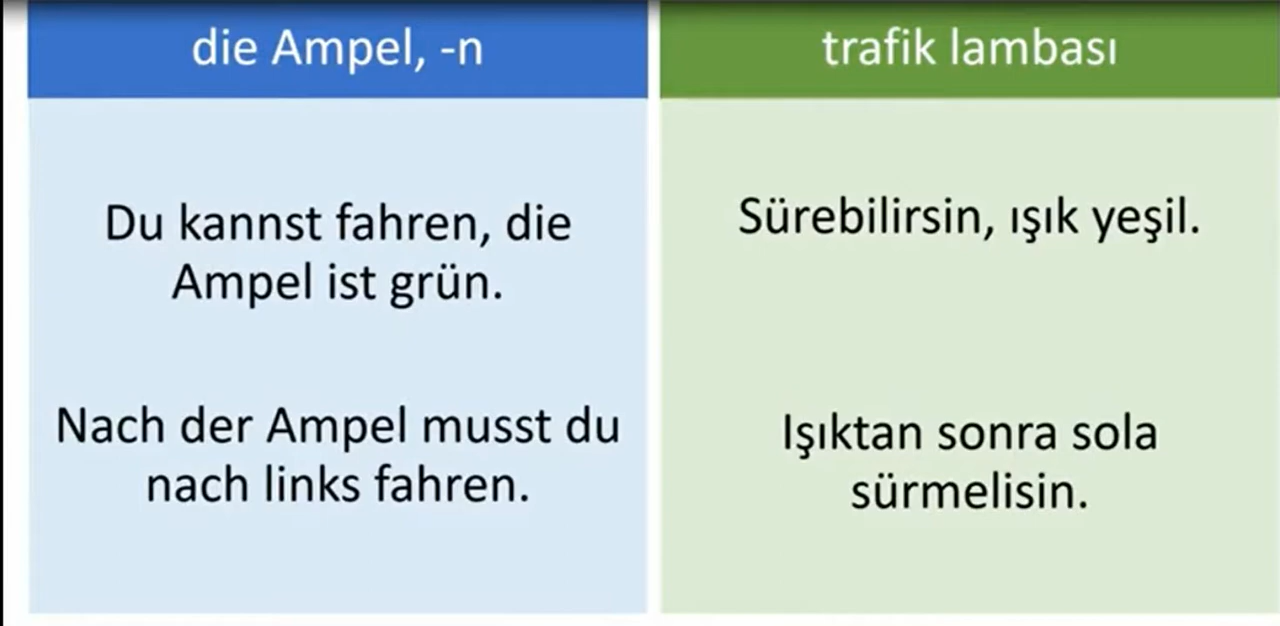 die Ampel, -n
trafik lambası
Du kannst fahren, die
Ampel ist grün.
Sürebilirsin, ışık yeşil.
Nach der Ampel musst du
nach links fahren.
Işıktan sonra sola
sürmelisin.